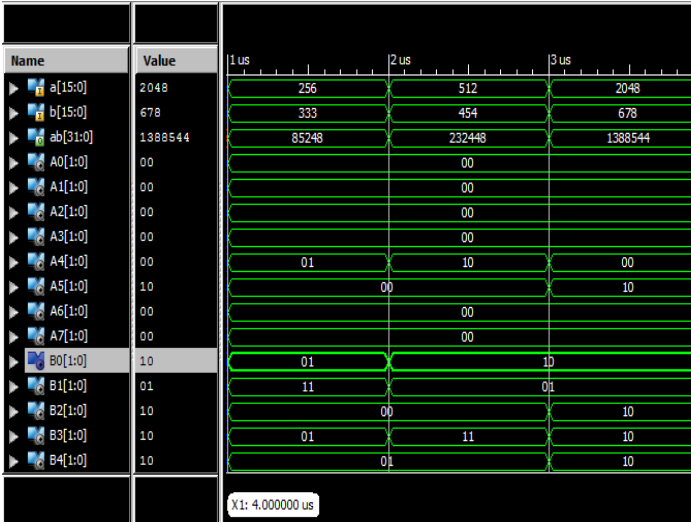 Name Value 1 us 2 us 3 us
a[15:0] 2048 256 512 2048
b[15:0] 678 333 454 678
ab[31:0] 1388544 85248 232448 1388544
A0[1:0] 00 00
A1[1:0] 00 00
A2[1:0] 00 00
A3[1:0] 00 00
A4[1:0] 00 01 10 00
A5[1:0] 10 00 10
A6[1:0] 00 00
A7[1:0] 00 00
B0[1:0] 10 01 10
B1[1:0] 01 11 01
B2[1:0] 10 00 10
B3[1:0] 10 01 11 10
B4[1:0] 10 01 10
X1: 4.000000 us